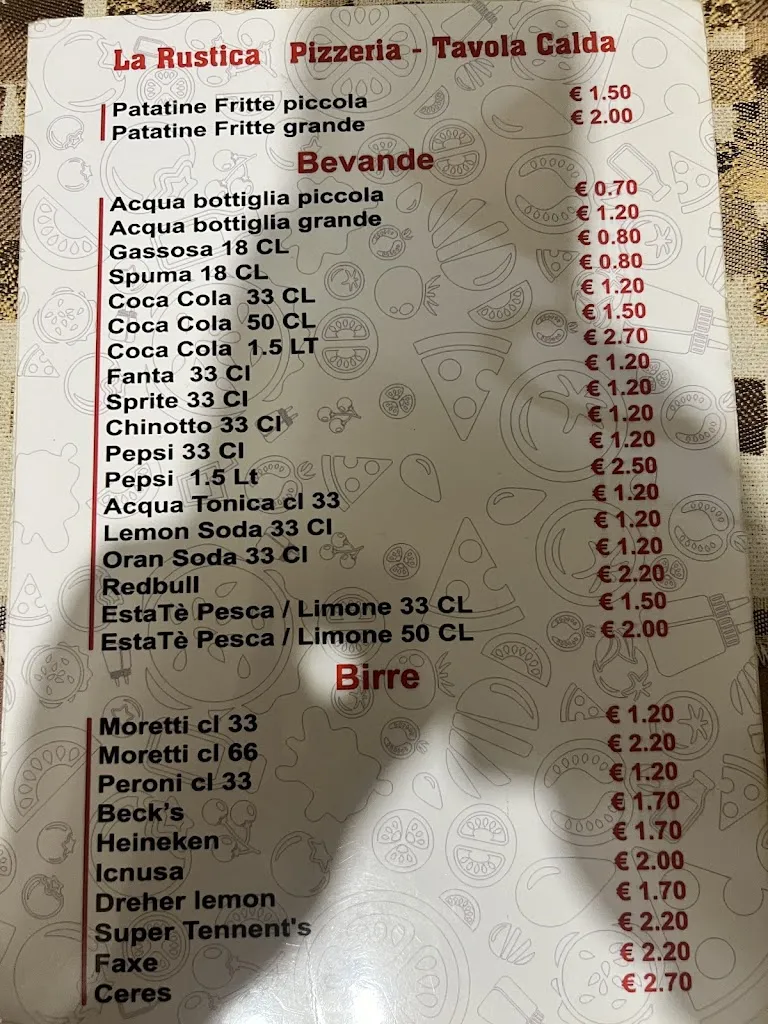 La Rustica Pizzeria - Tavola Calda
Patatine Fritte piccola € 1.50
Patatine Fritte grande € 2.00
Bevande
Acqua bottiglia piccola € 0.70
Acqua bottiglia grande € 1.20
Gassosa 18 CL € 0.80
Spuma 18 CL € 0.80
Coca Cola 33 CL € 1.20
Coca Cola 50 CL € 1.50
Coca Cola 1.5 LT € 2.70
Fanta 33 Cl € 1.20
Sprite 33 Cl € 1.20
Chinotto 33 Cl € 1.20
Pepsi 33 Cl € 1.20
Pepsi 1.5 Lt € 2.50
Acqua Tonica cl 33 € 1.20
Lemon Soda 33 Cl € 1.20
Oran Soda 33 Cl € 1.20
Redbull € 2.20
EstaTè Pesca / Limone 33 CL € 1.50
EstaTè Pesca / Limone 50 CL € 2.00
Birre
Moretti cl 33 € 1.20
Moretti cl 66 € 2.20
Peroni cl 33 € 1.20
Beck's € 1.70
Heineken € 1.70
Icnusa € 2.00
Dreher lemon € 1.70
Super Tennent's € 2.20
Faxe € 2.20
Ceres € 2.70